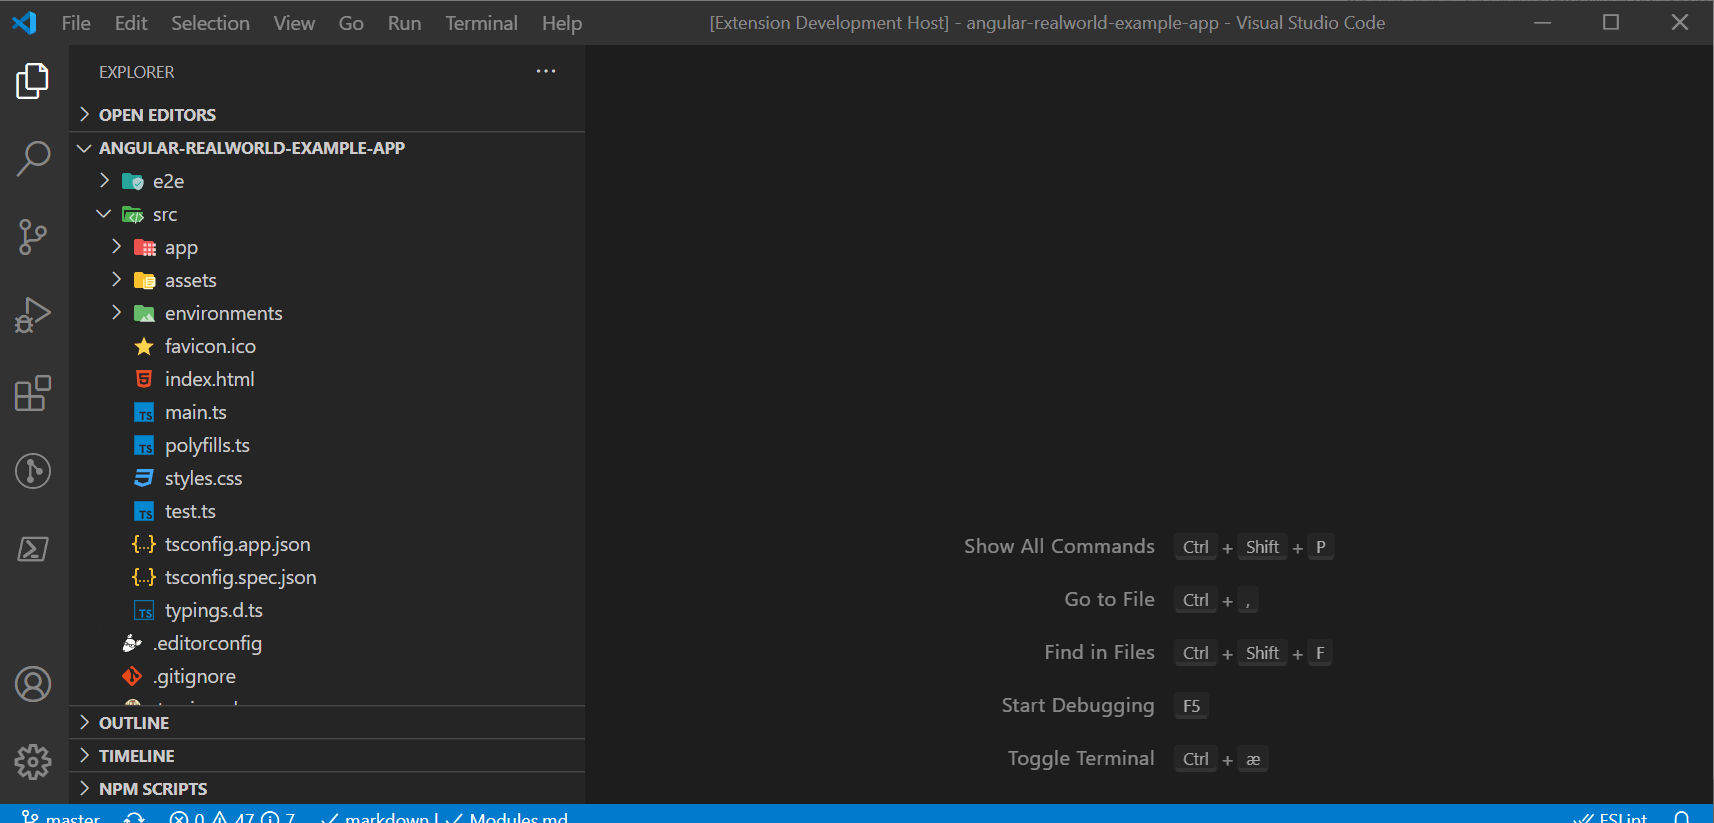 File Edit Selection View Go Run Terminal Help [Extension Development Host] - angular-realworld-example-app - Visual Studio Code
EXPLORER
OPEN EDITORS
ANGULAR-REALWORLD-EXAMPLE-APP
e2e
src
app
assets
environments
favicon.ico
index.html
main.ts
polyfills.ts
styles.css
test.ts
tsconfig.app.json
tsconfig.spec.json
typings.d.ts
.editorconfig
.gitignore
OUTLINE
TIMELINE
NPM SCRIPTS
Show All Commands Ctrl + Shift + P
Go to File Ctrl + ,
Find in Files Ctrl + Shift + F
Start Debugging F5
Toggle Terminal Ctrl + æ
master 0 47 7 markdown | Modules.md ESLint